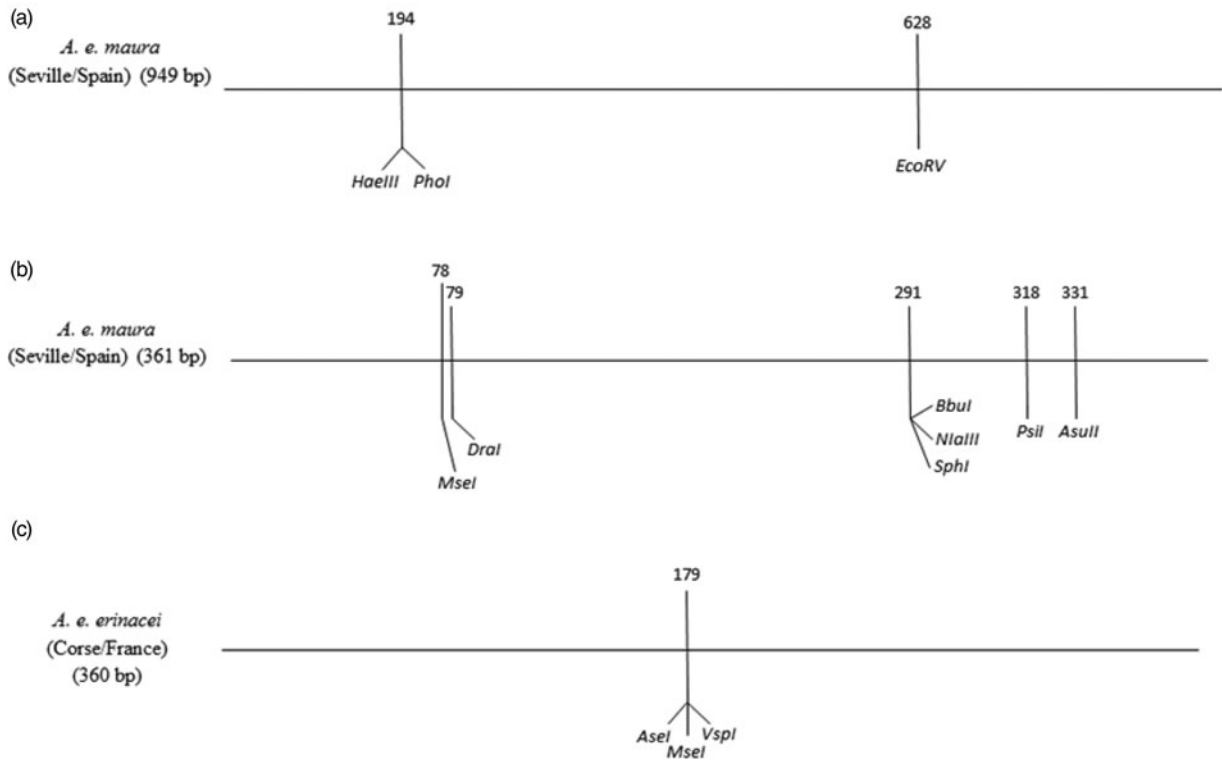 (a)
194
628
A. e. maura
(Seville/Spain) (949 bp)
HaeIII PhoI
EcoRV
(b)
78
79
291
318
331
A. e. maura
(Seville/Spain) (361 bp)
BbuI
NlaIII
SphI
PsiI
AsuII
DraI
MseI
(c)
179
A. e. erinacei
(Corse/France)
(360 bp)
AseI
VspI
MseI